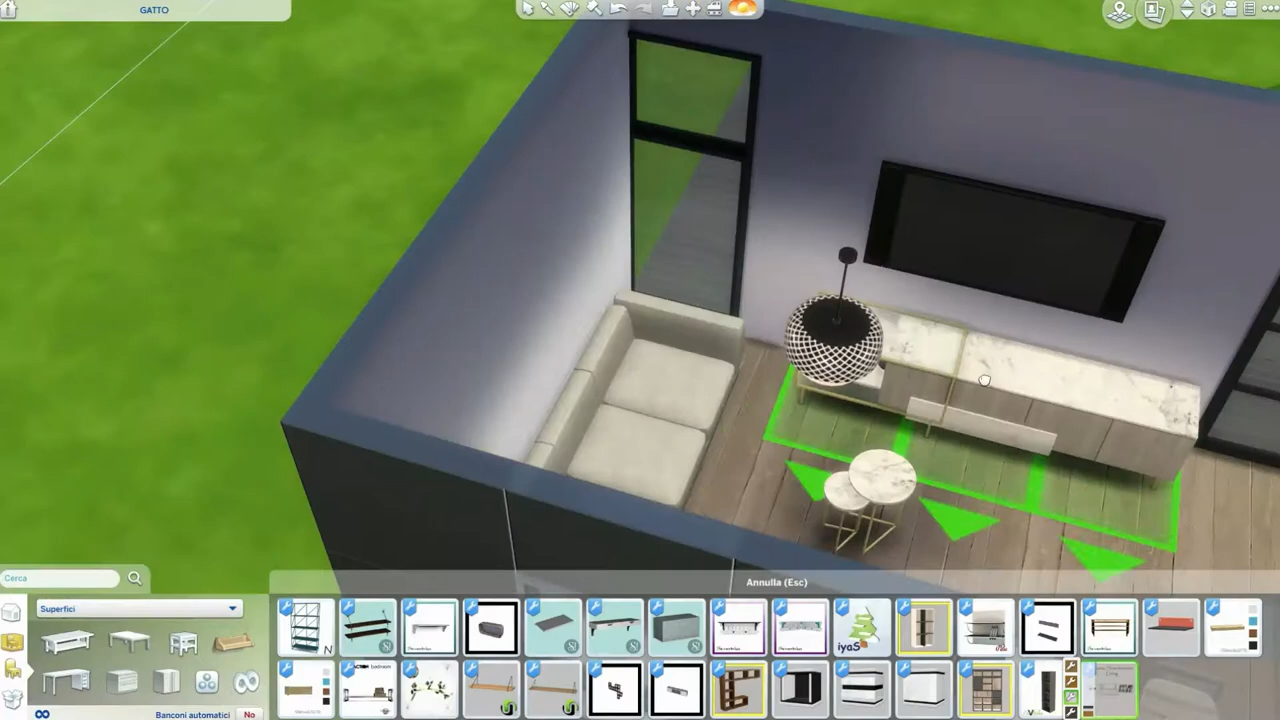 GATTO
Annulla (Esc)
Cerca
Superfici
N
iyaS
Banconi automatici No